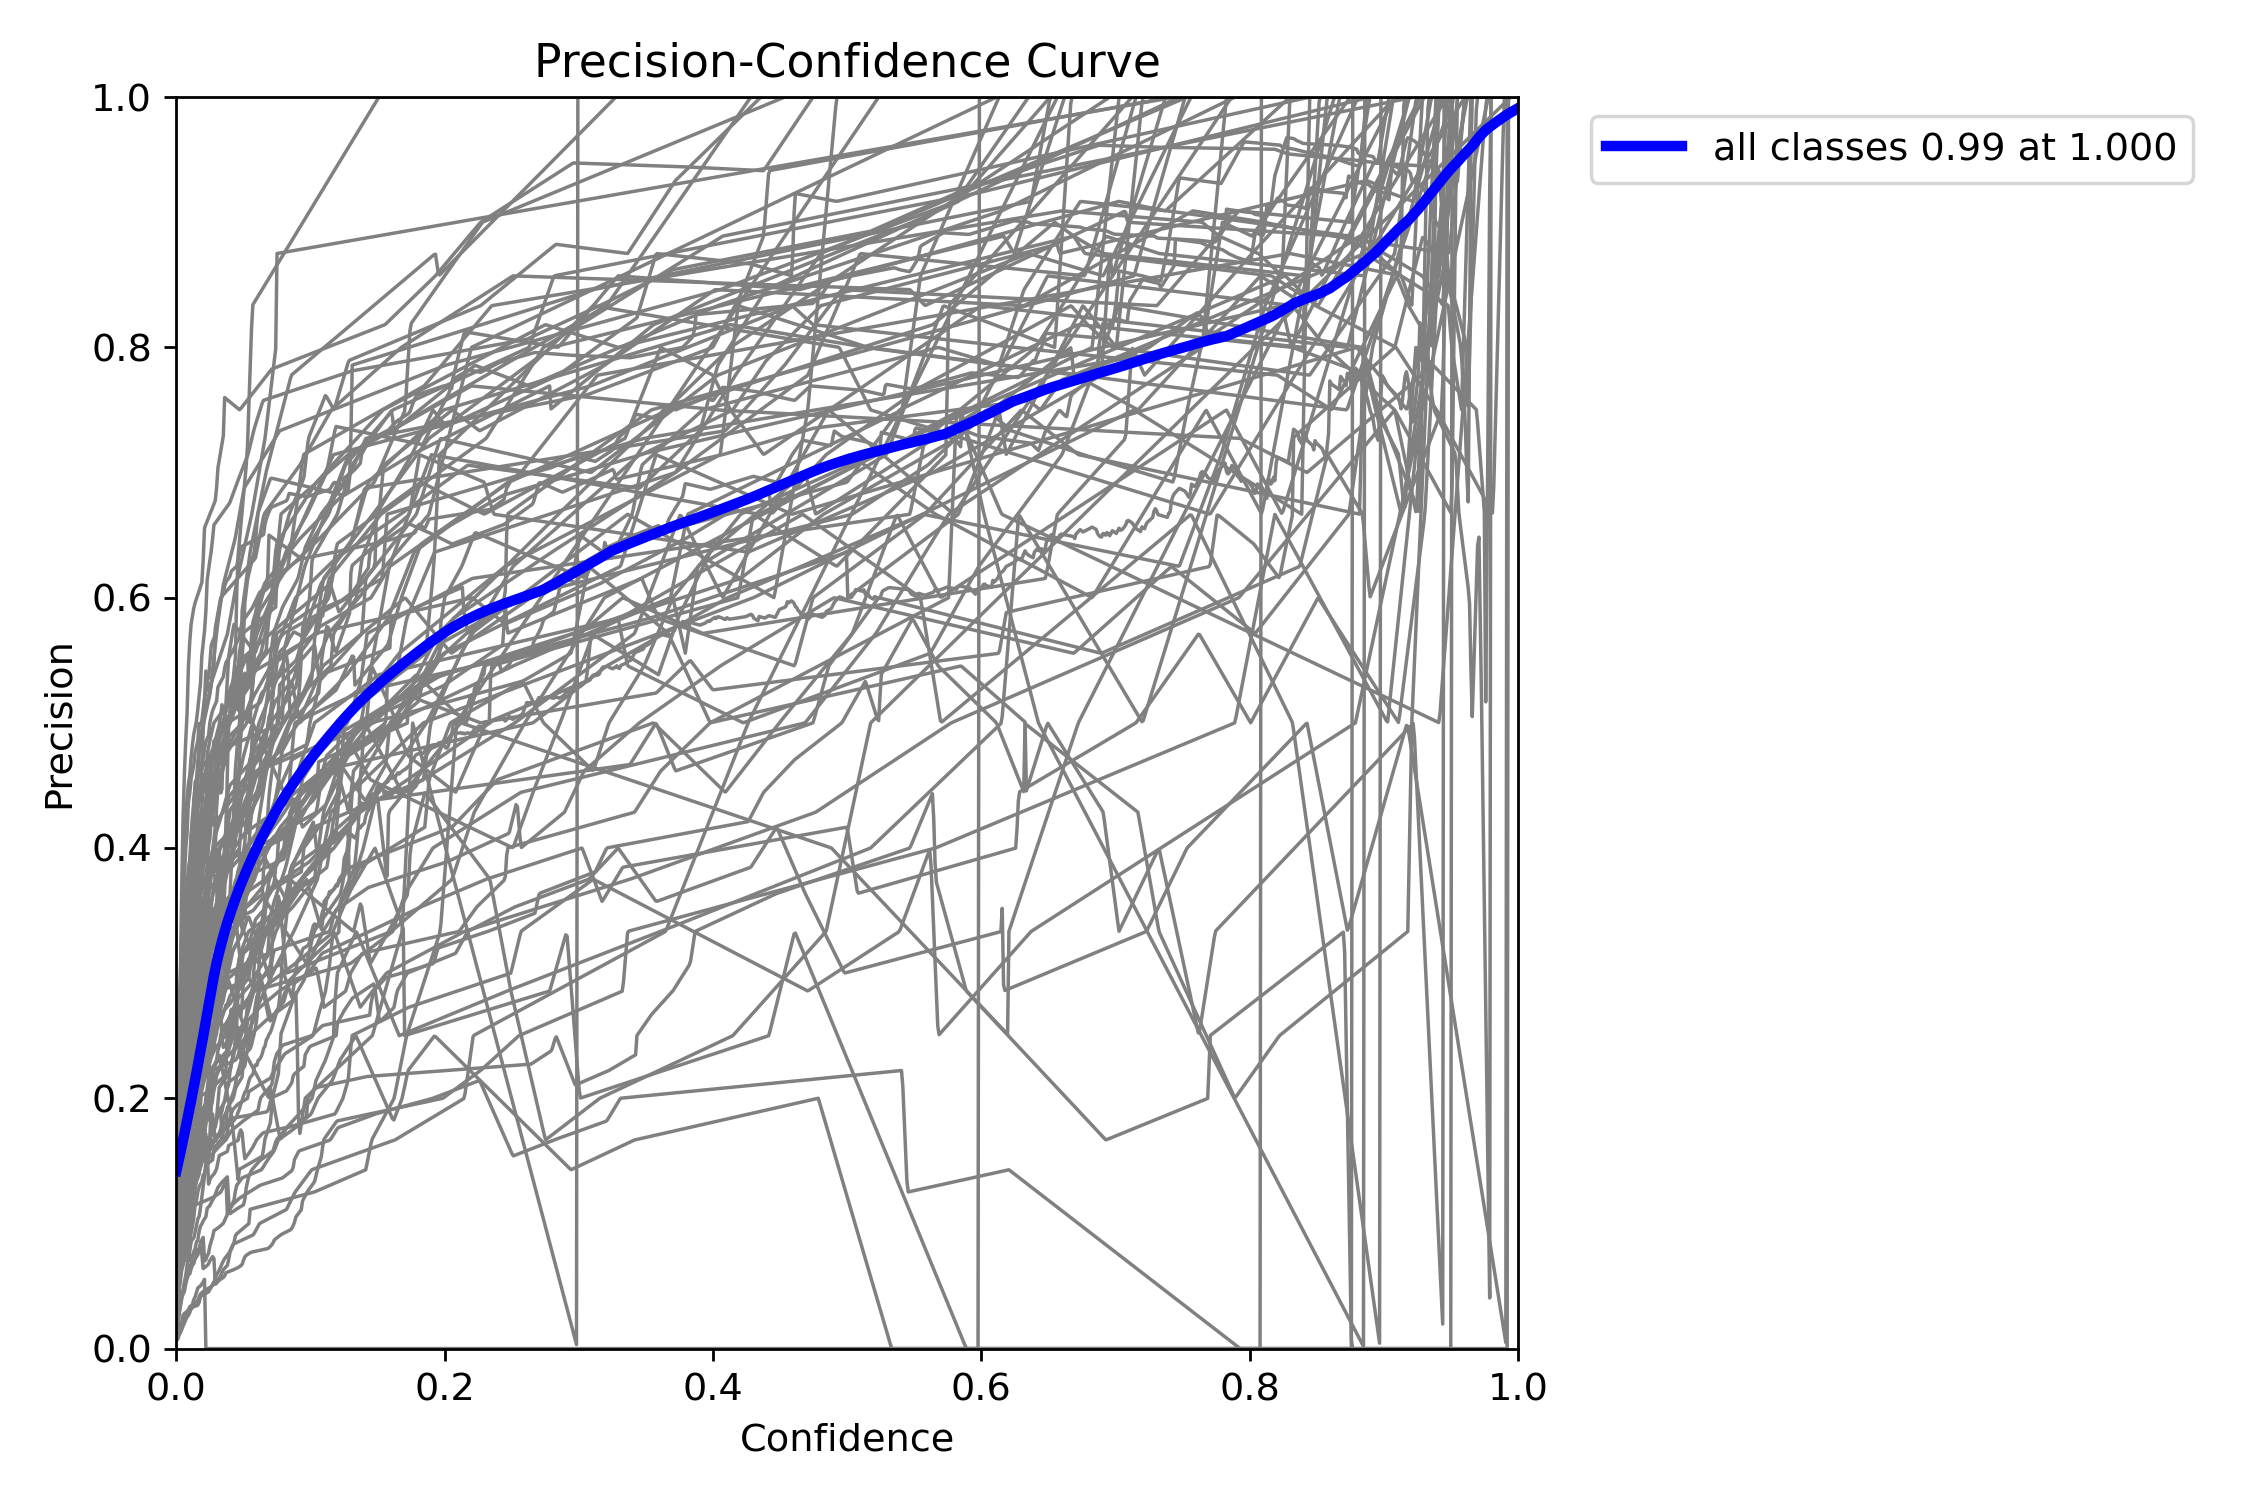 Precision-Confidence Curve
all classes 0.99 at 1.000
1.0
0.8
0.6
0.4
0.2
0.0
Precision
0.0 0.2 0.4 0.6 0.8 1.0
Confidence